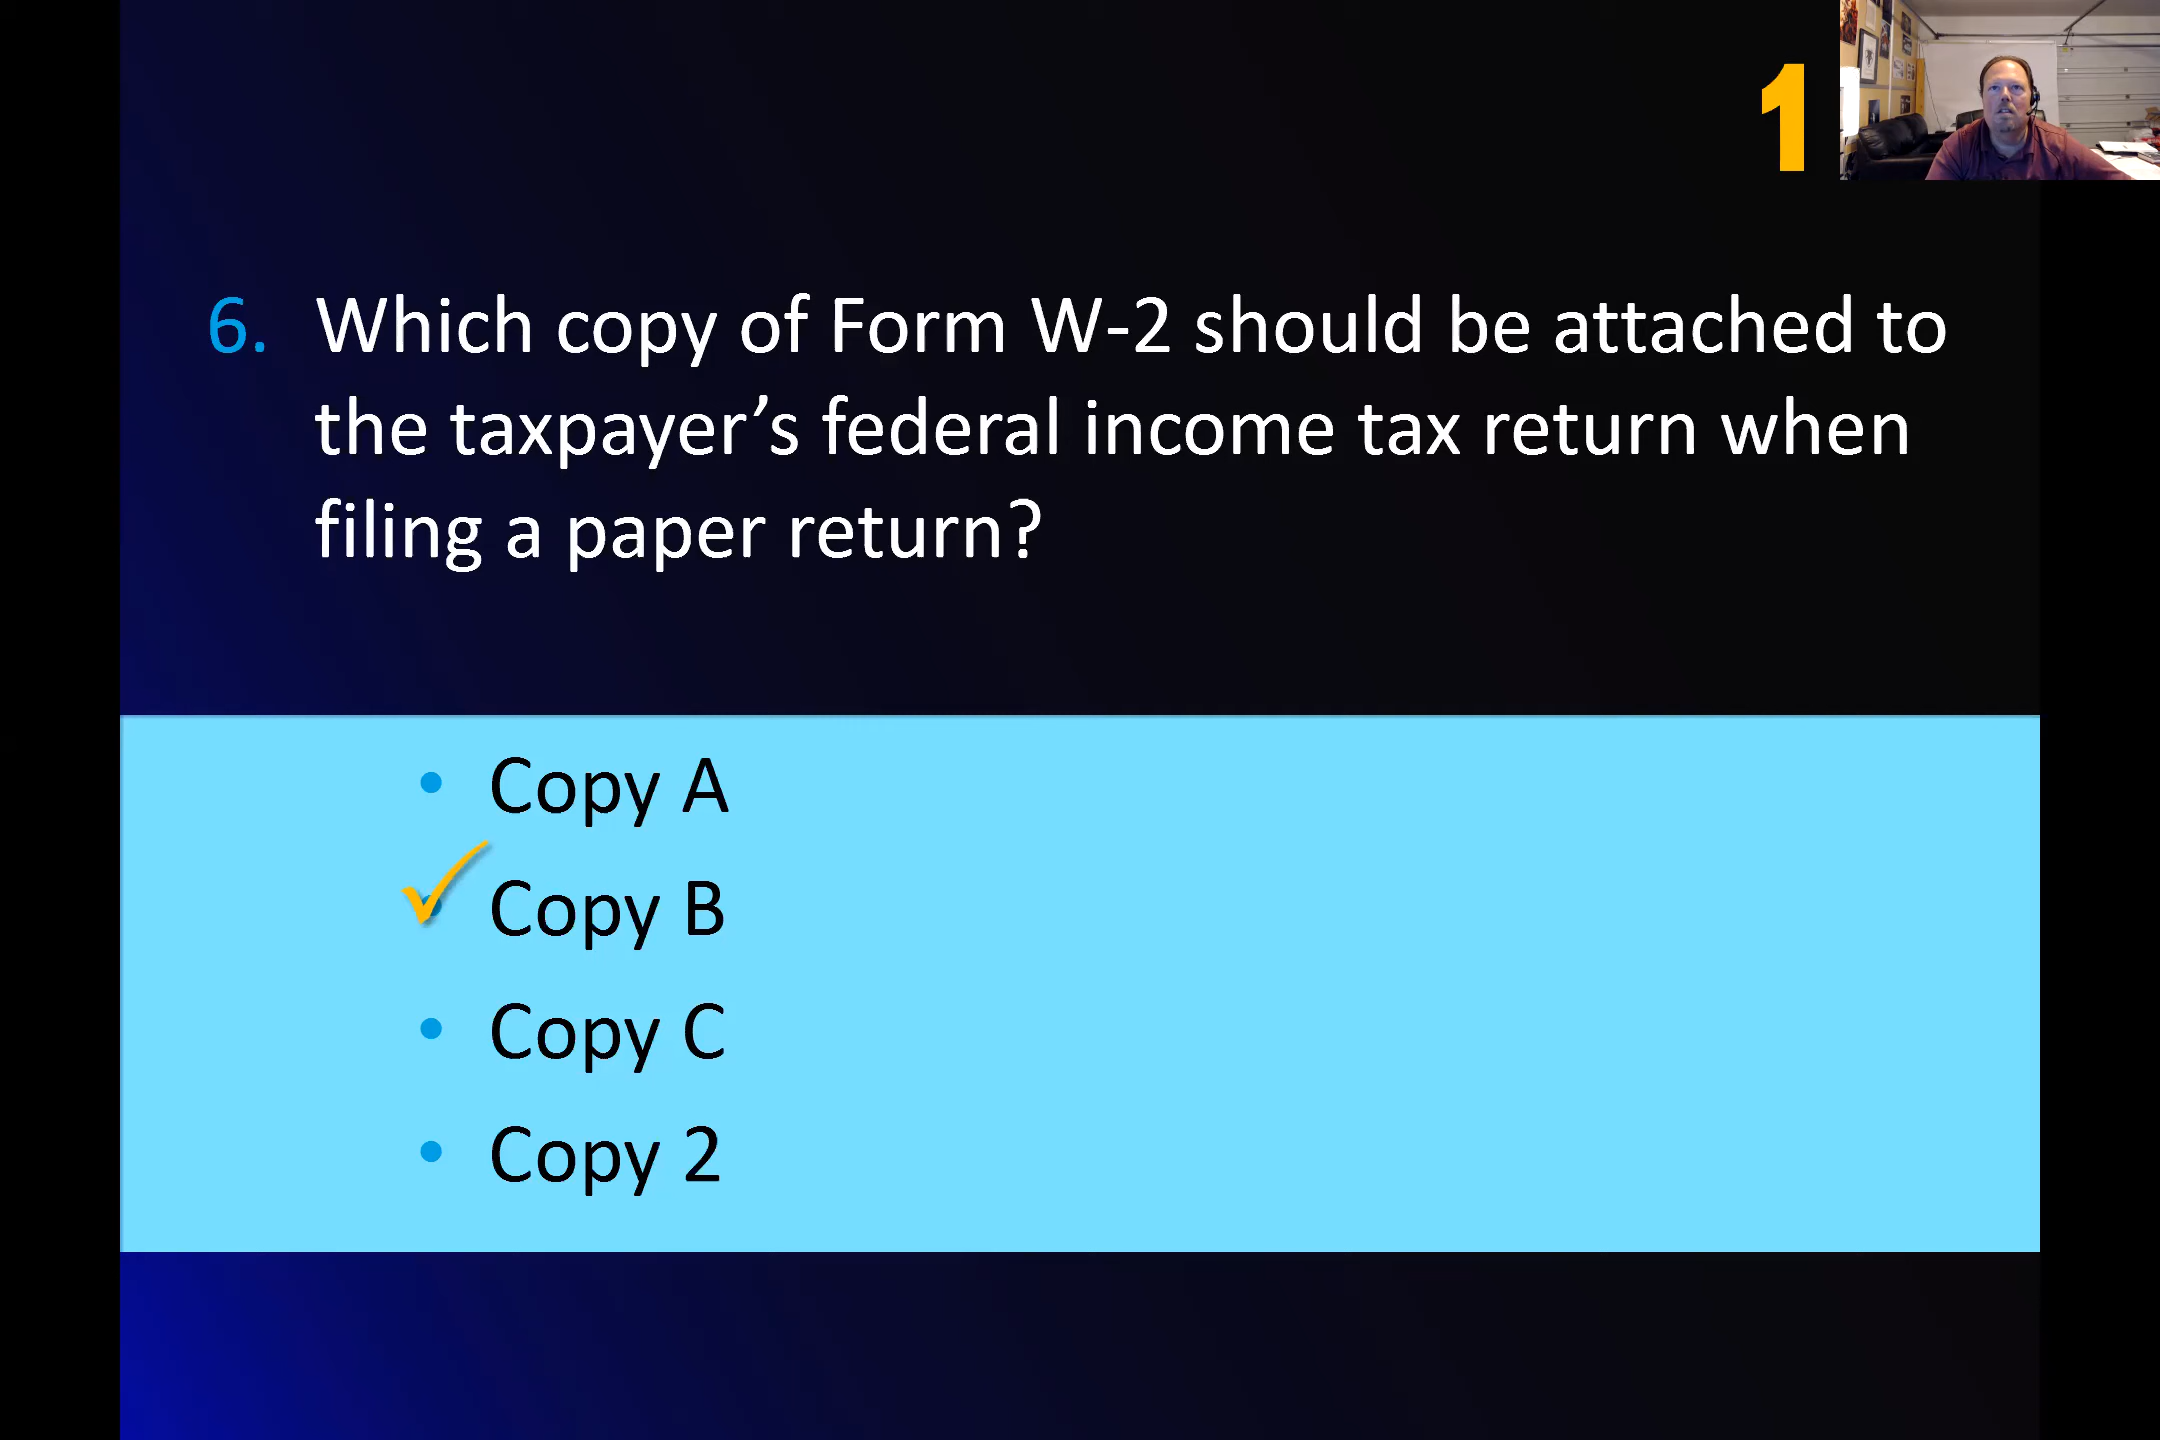 1
6. Which copy of Form W-2 should be attached to
the taxpayer’s federal income tax return when
filing a paper return?
• Copy A
✓ Copy B
• Copy C
• Copy 2